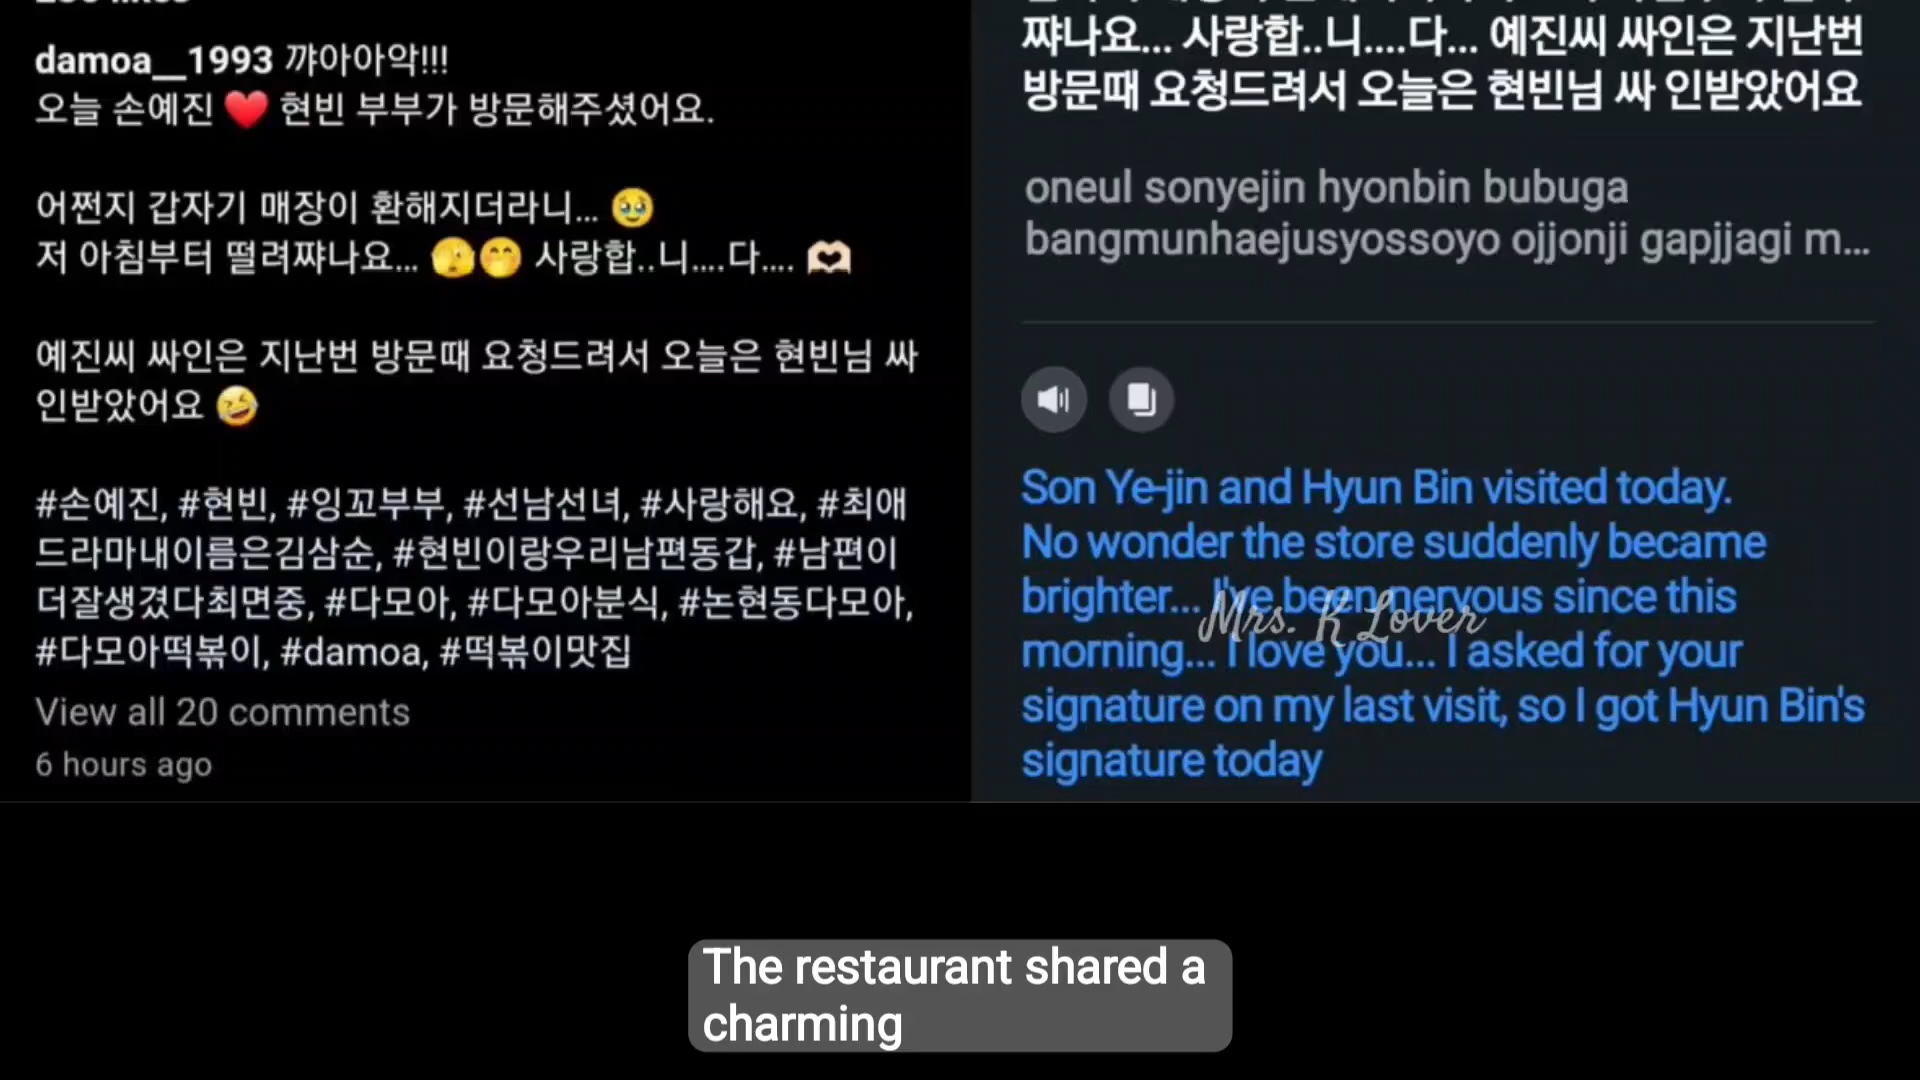 damoa__1993 꺄아아악!!!
오늘 손예진 ❤️ 현빈 부부가 방문해주셨어요.
어쩐지 갑자기 매장이 환해지더라니... 🥹
저 아침부터 떨려쨔나요... 🫣🤭 사랑합..니....다.... 🫶🏻
예진씨 싸인은 지난번 방문때 요청드려서 오늘은 현빈님 싸
인받았어요 🤣
#손예진, #현빈, #잉꼬부부, #선남선녀, #사랑해요, #최애
드라마내이름은김삼순, #현빈이랑우리남편동갑, #남편이
더잘생겼다최면중, #다모아, #다모아분식, #논현동다모아,
#다모아떡볶이, #damoa, #떡볶이맛집
View all 20 comments
6 hours ago
쨔나요... 사랑합..니....다... 예진씨 싸인은 지난번
방문때 요청드려서 오늘은 현빈님 싸 인받았어요
oneul sonyejin hyonbin bubuga
bangmunhaejusyossoyo ojjonji gapjjagi m...
Son Ye-jin and Hyun Bin visited today.
No wonder the store suddenly became
brighter... I've been nervous since this
morning... I love you... I asked for your
signature on my last visit, so I got Hyun Bin's
signature today
Mrs. K Lover
The restaurant shared a
charming